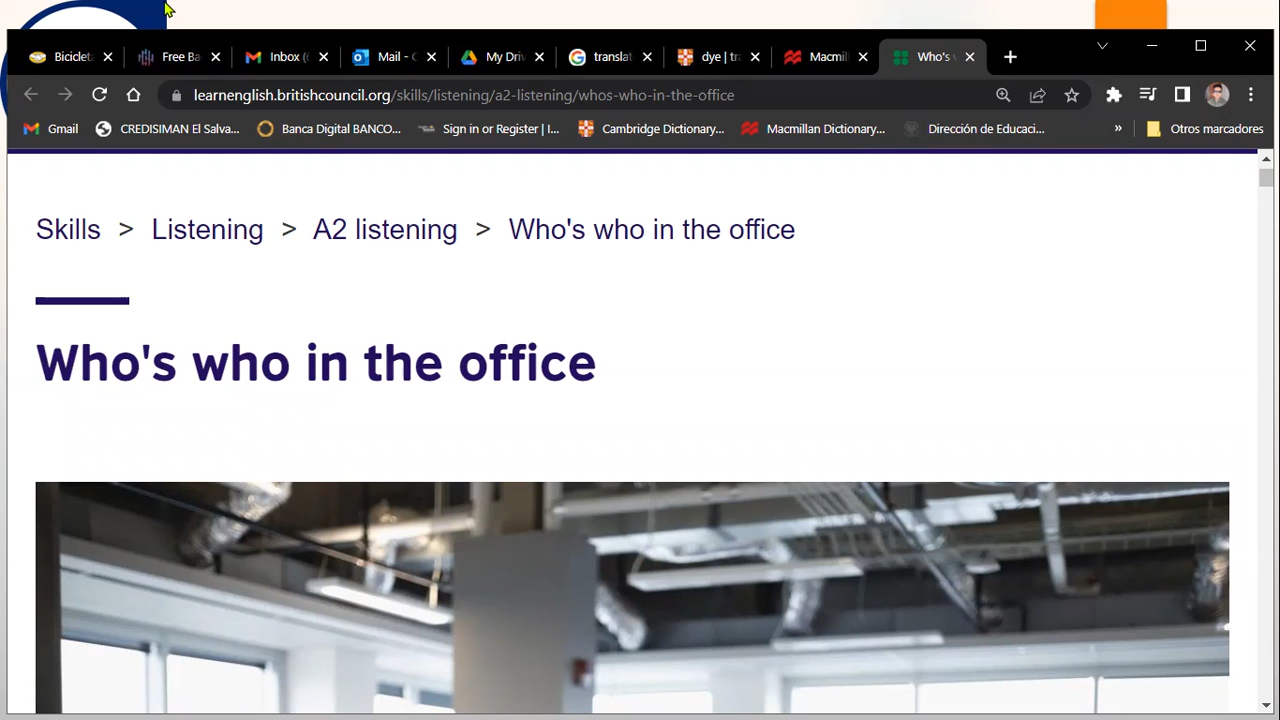 Bicicleta
Free Ba
Inbox (
Mail - C
My Driv
translat
dye | tra
Macmill
Who's w
learnenglish.britishcouncil.org/skills/listening/a2-listening/whos-who-in-the-office
Gmail
CREDISIMAN El Salva...
Banca Digital BANCO...
Sign in or Register | I...
Cambridge Dictionary...
Macmillan Dictionary...
Dirección de Educaci...
»
Otros marcadores
Skills > Listening > A2 listening > Who's who in the office
Who's who in the office